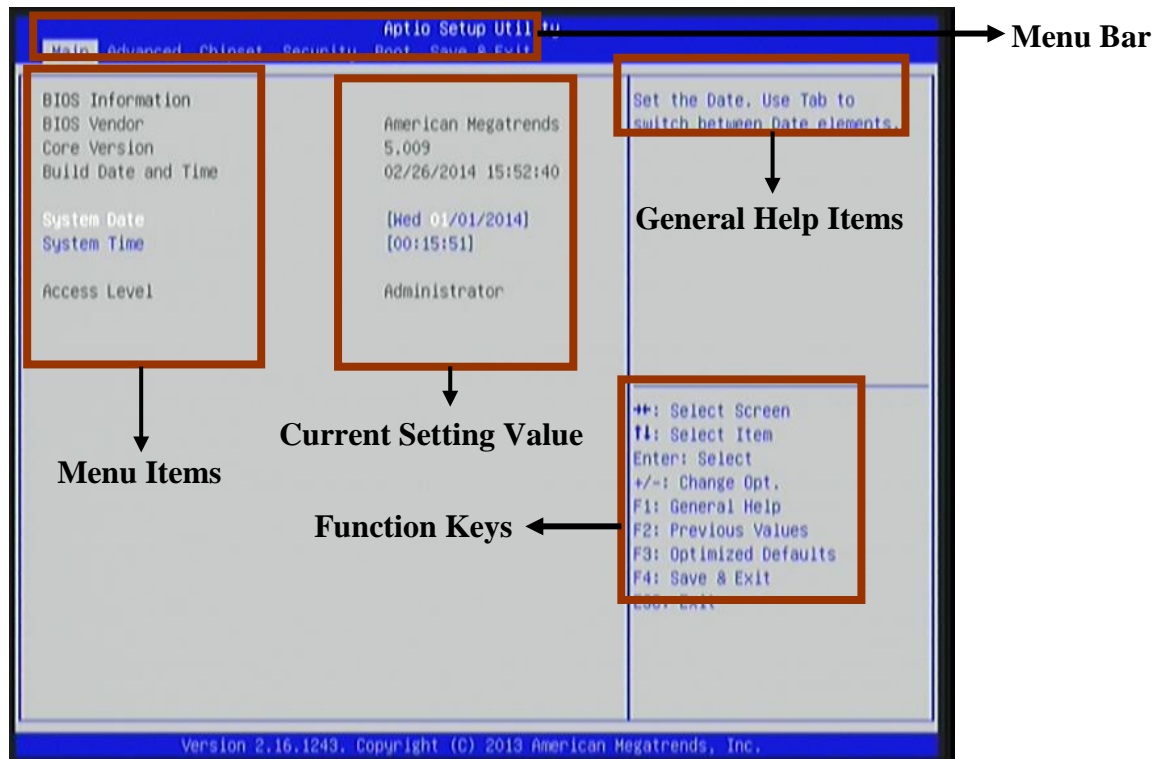 Aptio Setup Utility
Main Advanced Chipset Security Boot Save & Exit
Menu Bar
BIOS Information
BIOS Vendor American Megatrends
Core Version 5.009
Build Date and Time 02/26/2014 15:52:40
System Date [Wed 01/01/2014]
System Time [00:15:51]
Access Level Administrator
Set the Date. Use Tab to
switch between Date elements.
General Help Items
Current Setting Value
Menu Items
Function Keys
→←: Select Screen
↑↓: Select Item
Enter: Select
+/-: Change Opt.
F1: General Help
F2: Previous Values
F3: Optimized Defaults
F4: Save & Exit
ESC: Exit
Version 2.16.1243. Copyright (C) 2013 American Megatrends, Inc.